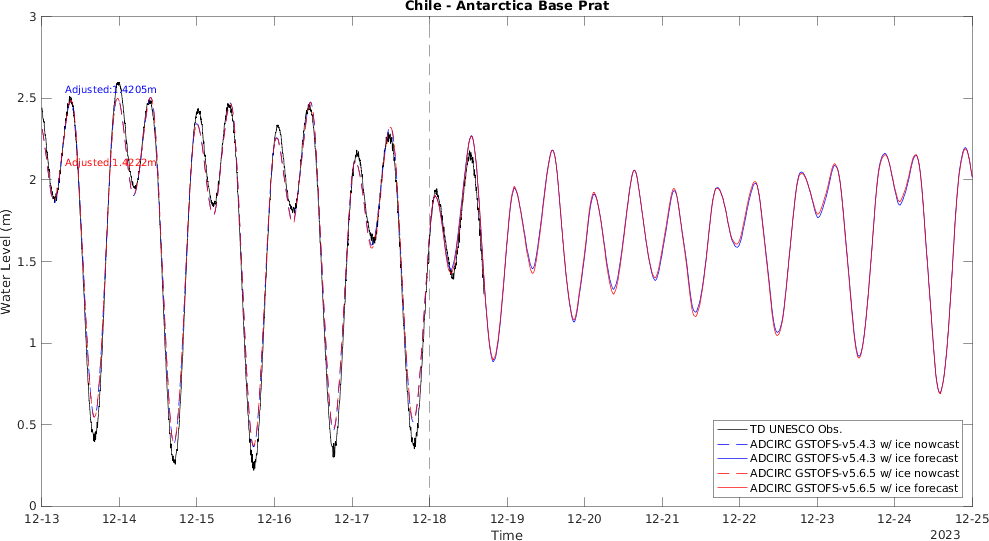 Chile - Antarctica Base Prat
3
2.5
2
1.5
1
0.5
0
Water Level (m)
Adjusted:1.4205m
Adjusted:1.4222m
TD UNESCO Obs.
ADCIRC GSTOFS-v5.4.3 w/ ice nowcast
ADCIRC GSTOFS-v5.4.3 w/ ice forecast
ADCIRC GSTOFS-v5.6.5 w/ ice nowcast
ADCIRC GSTOFS-v5.6.5 w/ ice forecast
12-13 12-14 12-15 12-16 12-17 12-18 12-19 12-20 12-21 12-22 12-23 12-24 12-25
Time
2023